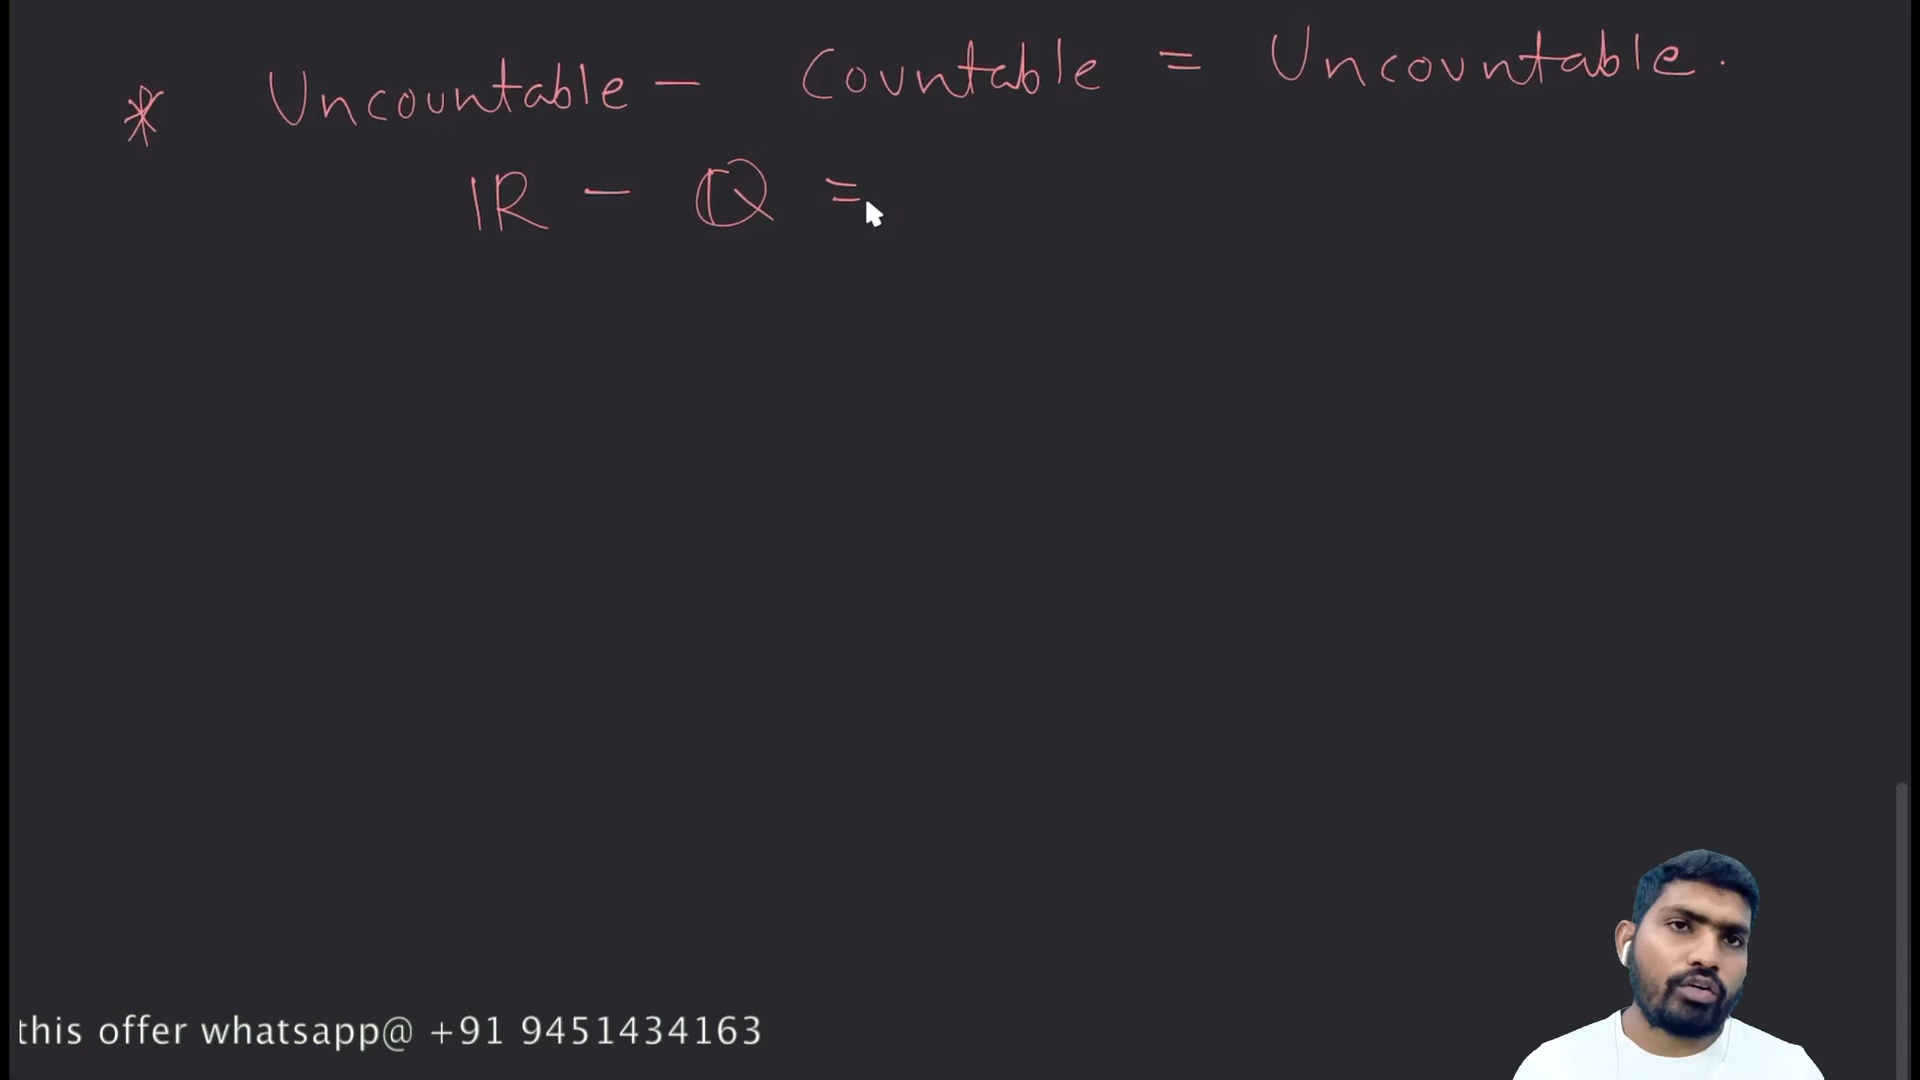 * Uncountable - Countable = Uncountable.
IR - Q =
this offer whatsapp@ +91 9451434163